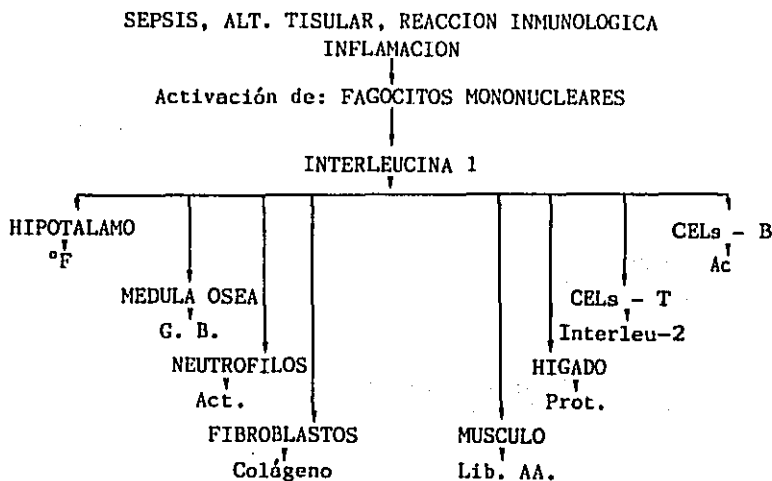 SEPSIS, ALT. TISULAR, REACCION INMUNOLOGICA
INFLAMACION
Activación de: FAGOCITOS MONONUCLEARES
INTERLEUCINA 1
HIPOTALAMO
°F
CELs - B
Ac
MEDULA OSEA
G. B.
CELs - T
Interleu-2
NEUTROFILOS
Act.
HIGADO
Prot.
FIBROBLASTOS
Colágeno
MUSCULO
Lib. AA.